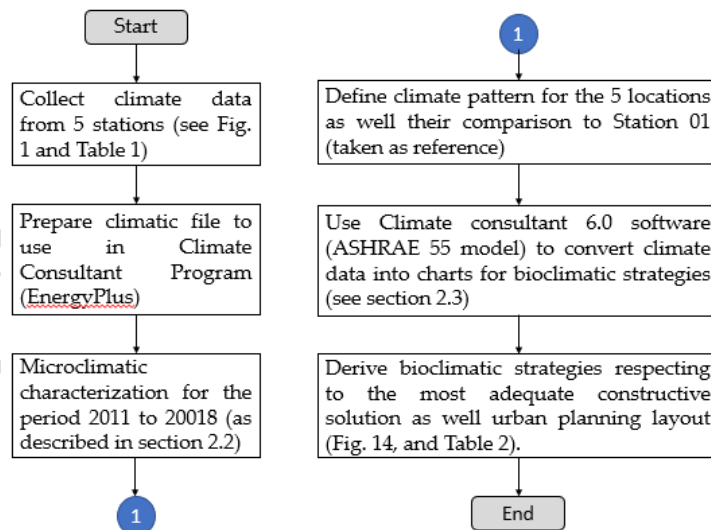 Start
Collect climate data
from 5 stations (see Fig.
1 and Table 1)
Prepare climatic file to
use in Climate
Consultant Program
(EnergyPlus)
Microclimatic
characterization for the
period 2011 to 20018 (as
described in section 2.2)
1
1
Define climate pattern for the 5 locations
as well their comparison to Station 01
(taken as reference)
Use Climate consultant 6.0 software
(ASHRAE 55 model) to convert climate
data into charts for bioclimatic strategies
(see section 2.3)
Derive bioclimatic strategies respecting
to the most adequate constructive
solution as well urban planning layout
(Fig. 14, and Table 2).
End